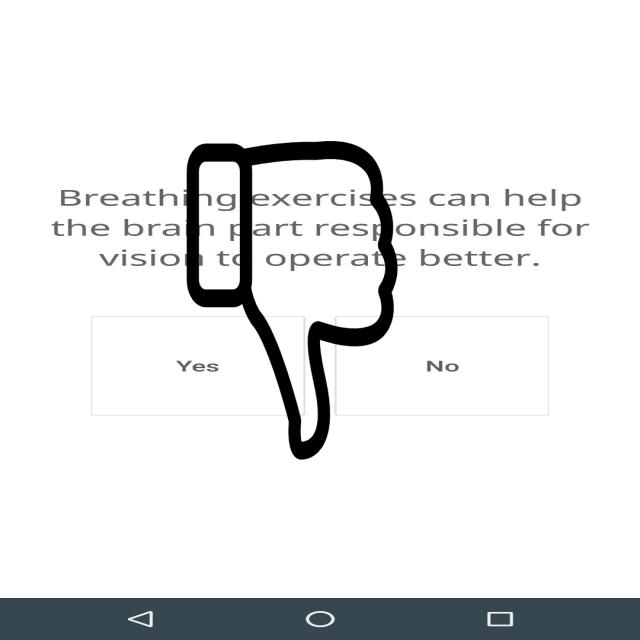 Breathing exercises can help
the brain part responsible for
vision to operate better.
Yes
No